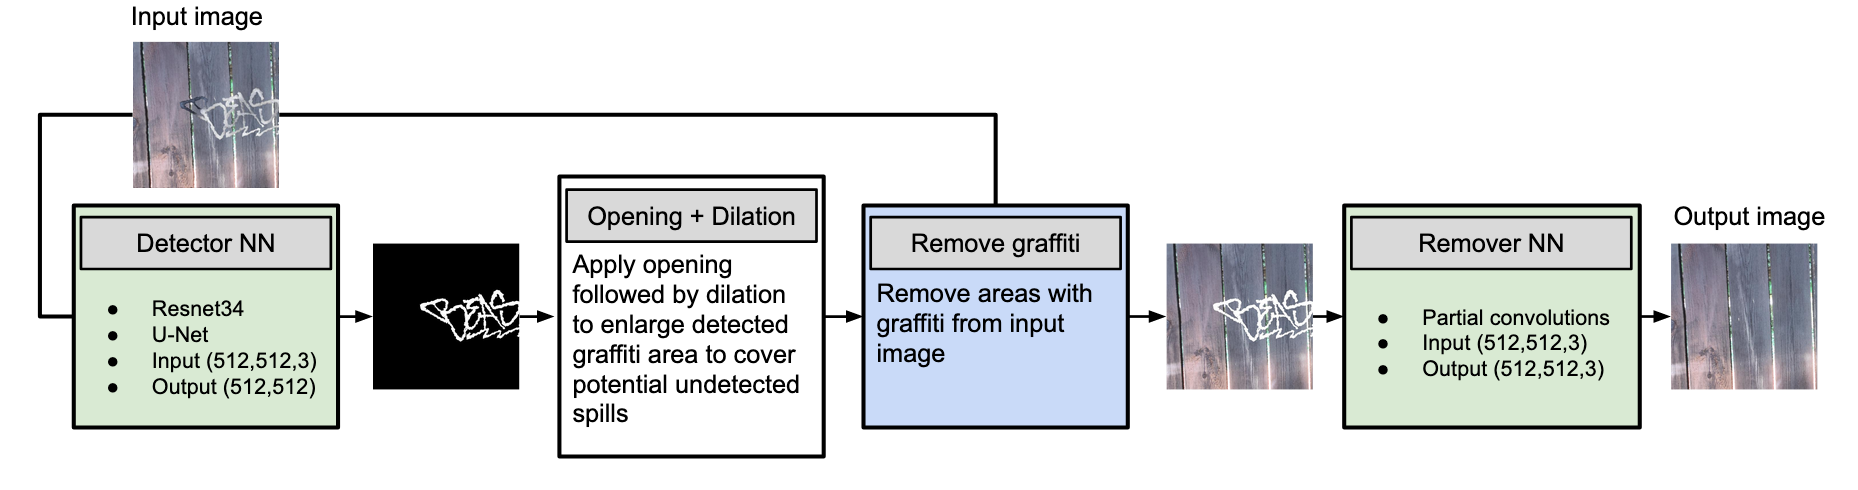 Input image
Detector NN
● Resnet34
● U-Net
● Input (512,512,3)
● Output (512,512)
Opening + Dilation
Apply opening
followed by dilation
to enlarge detected
graffiti area to cover
potential undetected
spills
Remove graffiti
Remove areas with
graffiti from input
image
Remover NN
● Partial convolutions
● Input (512,512,3)
● Output (512,512,3)
Output image